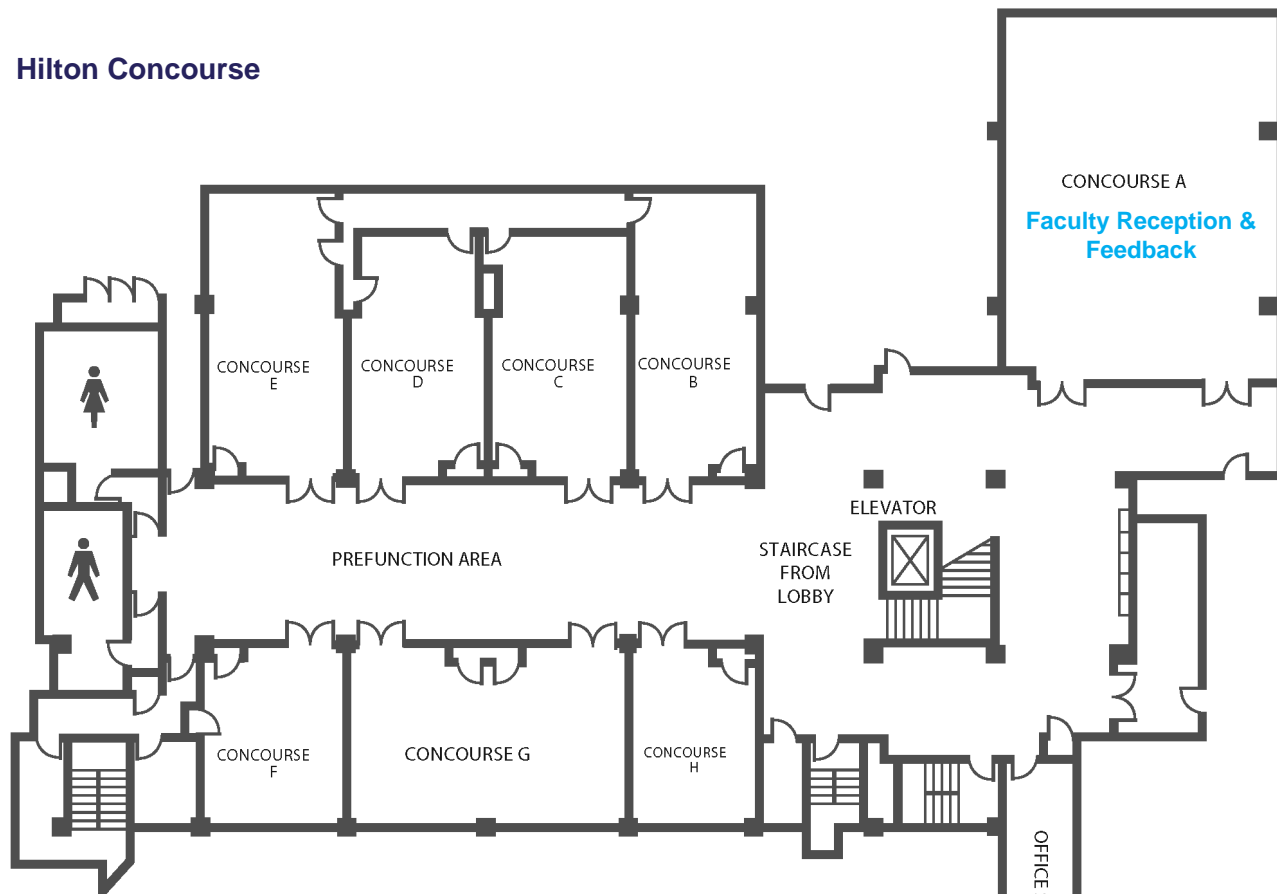 Hilton Concourse
CONCOURSE A
Faculty Reception &
Feedback
CONCOURSE
E
CONCOURSE
D
CONCOURSE
C
CONCOURSE
B
ELEVATOR
PREFUNCTION AREA
STAIRCASE
FROM
LOBBY
CONCOURSE
F
CONCOURSE G
CONCOURSE
H
OFFICE